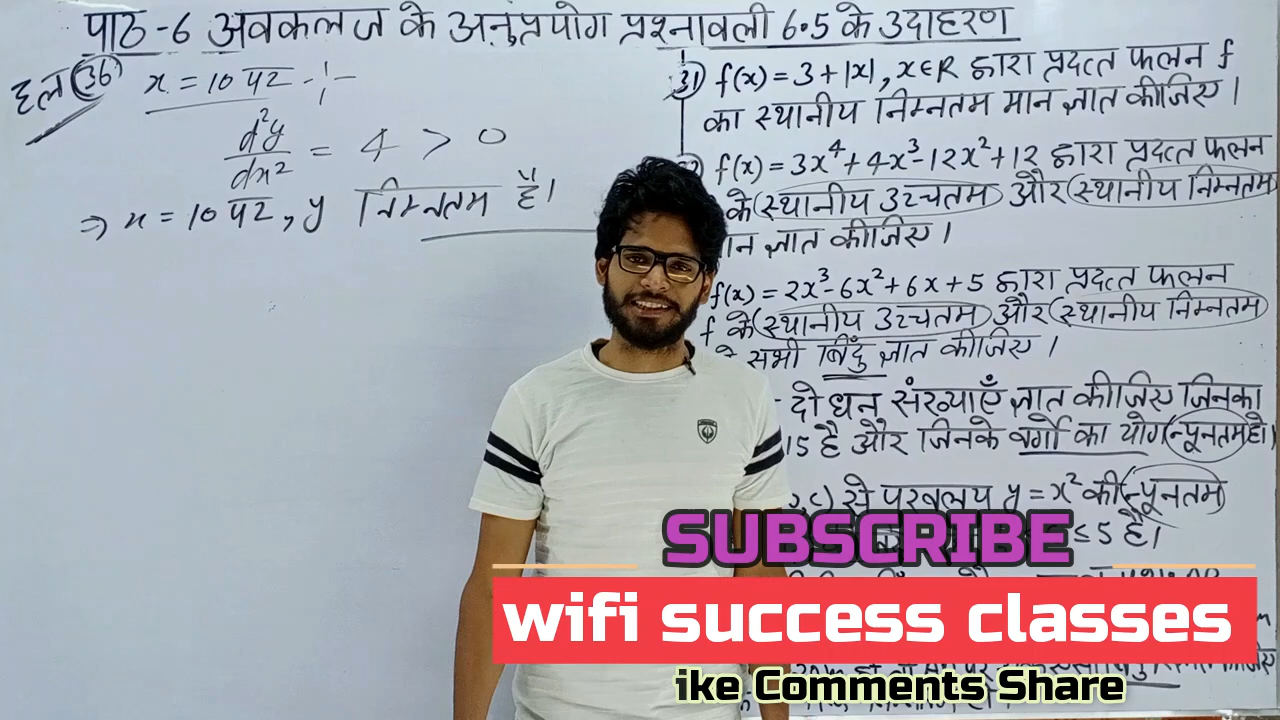 पाठ -6 अवकलज के अनुप्रयोग प्रश्नावली 6.5 के उदाहरण
हल (36) x = 10 पर
d²y/dx² = 4 > 0
⇒ x = 10 पर, y निम्नतम है।
31) f(x) = 3 + |x|, x ∈ R द्वारा प्रदत्त फलन f
का स्थानीय निम्नतम मान ज्ञात कीजिए।
f(x) = 3x⁴ + 4x³ - 12x² + 12 द्वारा प्रदत्त फलन
के स्थानीय उच्चतम और स्थानीय निम्नतम
ज्ञात कीजिए।
f(x) = 2x³ - 6x² + 6x + 5 द्वारा प्रदत्त फलन
f के स्थानीय उच्चतम और स्थानीय निम्नतम
सभी बिंदु ज्ञात कीजिए।
दो धन संख्याएँ ज्ञात कीजिए जिनका
15 है और जिनके वर्गों का योग न्यूनतम हो।
से परवलय y = x² की न्यूनतम
≤ 5 है।
SUBSCRIBE
wifi success classes
ike Comments Share